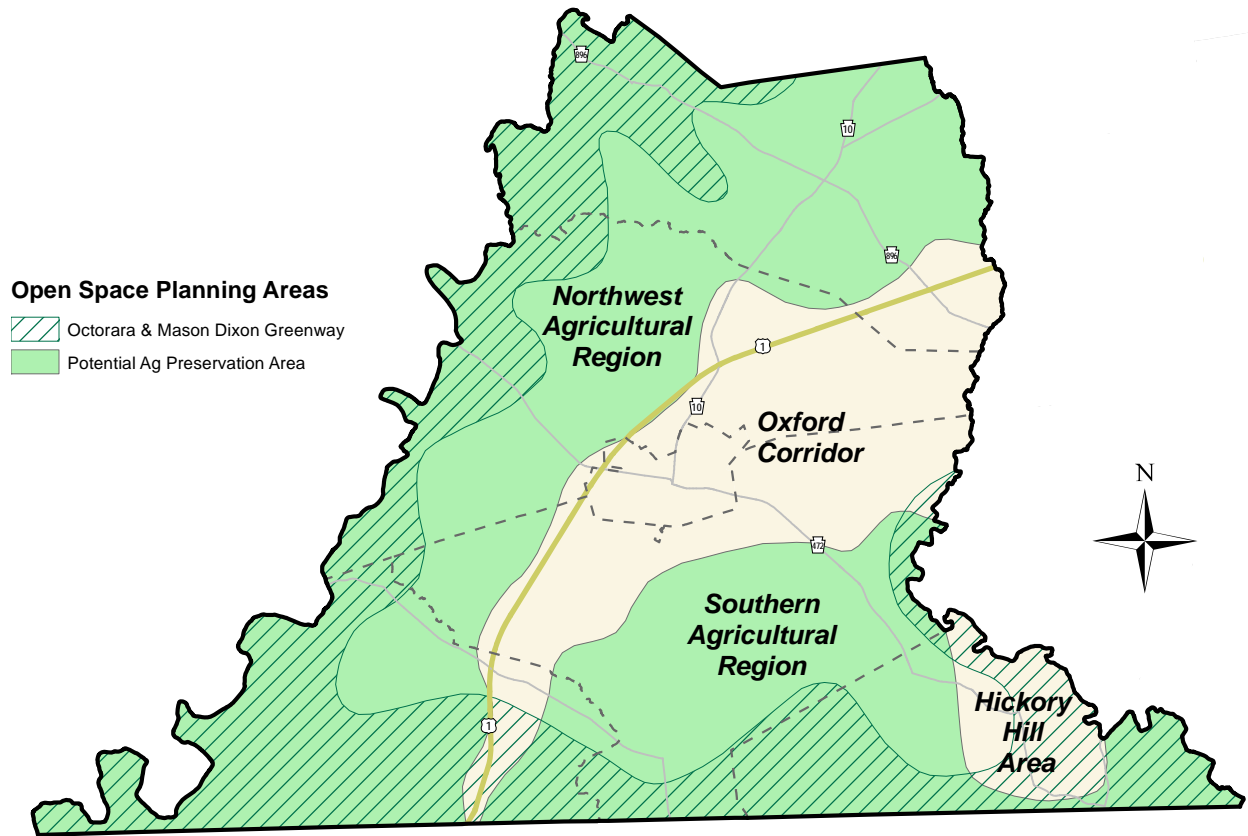 896
10
896
Open Space Planning Areas
Octorara & Mason Dixon Greenway
Potential Ag Preservation Area
Northwest
Agricultural
Region
1
10
Oxford
Corridor
N
472
Southern
Agricultural
Region
Hickory
Hill
Area
1